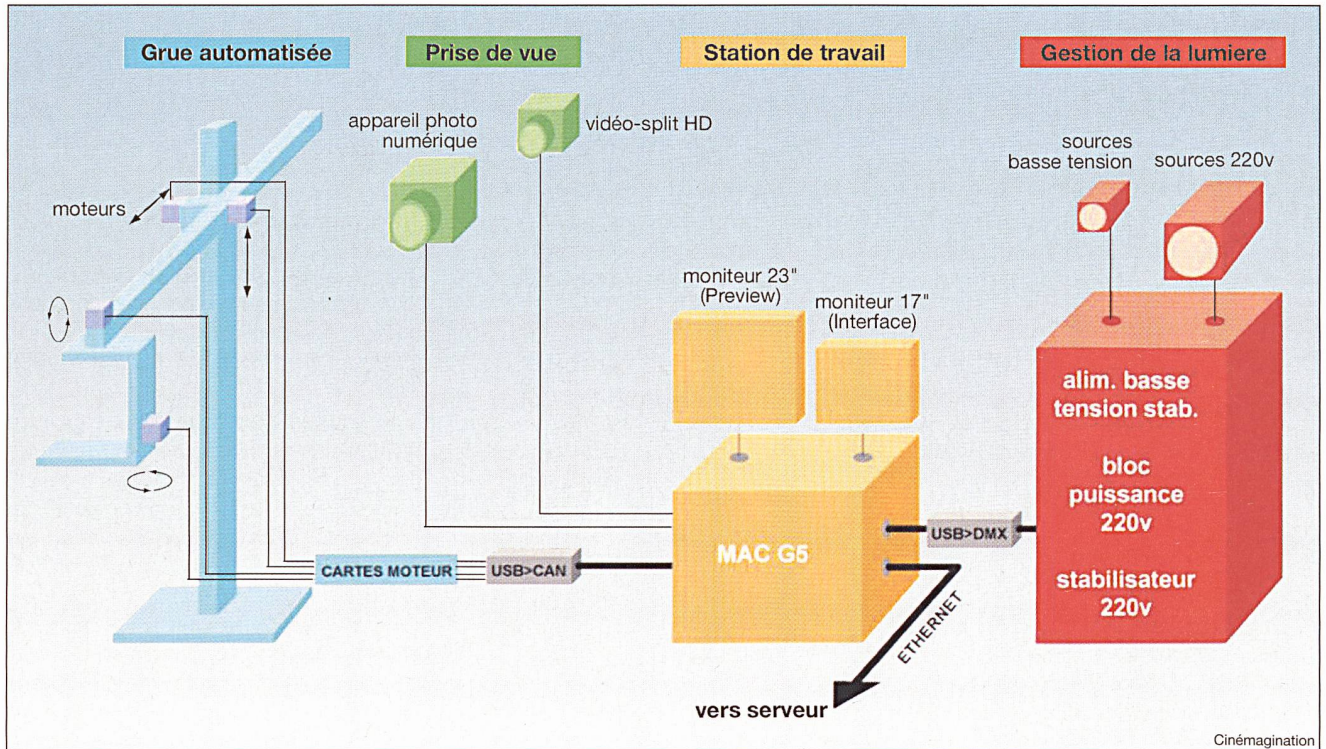 Grue automatisée
Prise de vue
Station de travail
Gestion de la lumiere
appareil photo
numérique
vidéo-split HD
sources
basse tension
sources 220v
moteurs
moniteur 23"
(Preview)
moniteur 17"
(Interface)
alim. basse
tension stab.
bloc
puissance
220v
stabilisateur
220v
MAC G5
USB>DMX
CARTES MOTEUR
USB>CAN
ETHERNET
vers serveur
Cinémagination